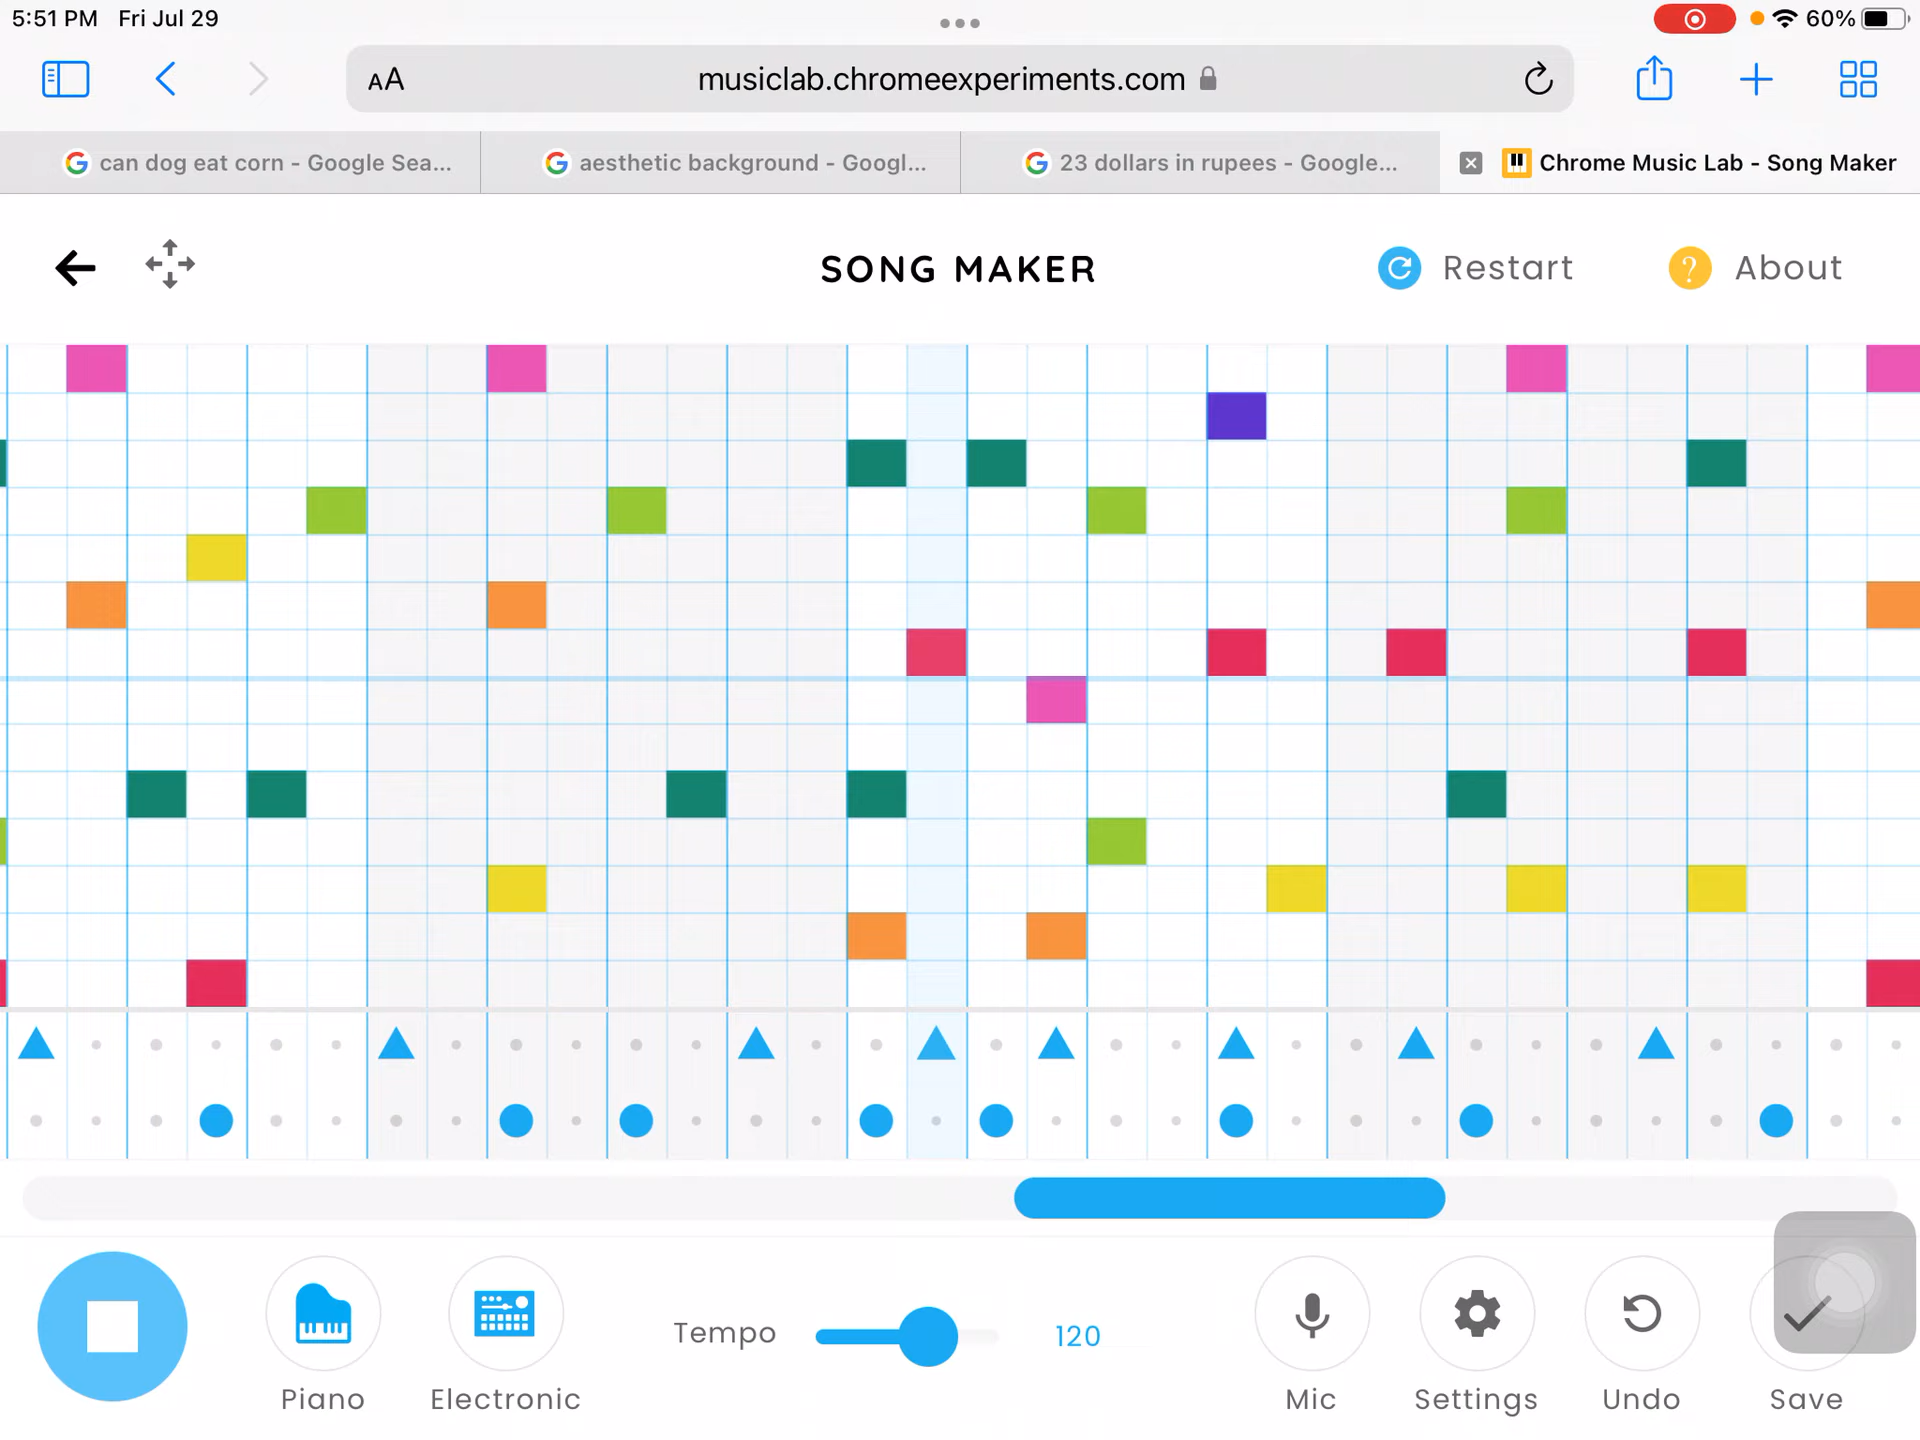 5:51 PM Fri Jul 29
60%
AA musiclab.chromeexperiments.com
can dog eat corn - Google Sea...
aesthetic background - Googl...
23 dollars in rupees - Google...
Chrome Music Lab - Song Maker
SONG MAKER
Restart
? About
Tempo 120
Piano
Electronic
Mic
Settings
Undo
Save